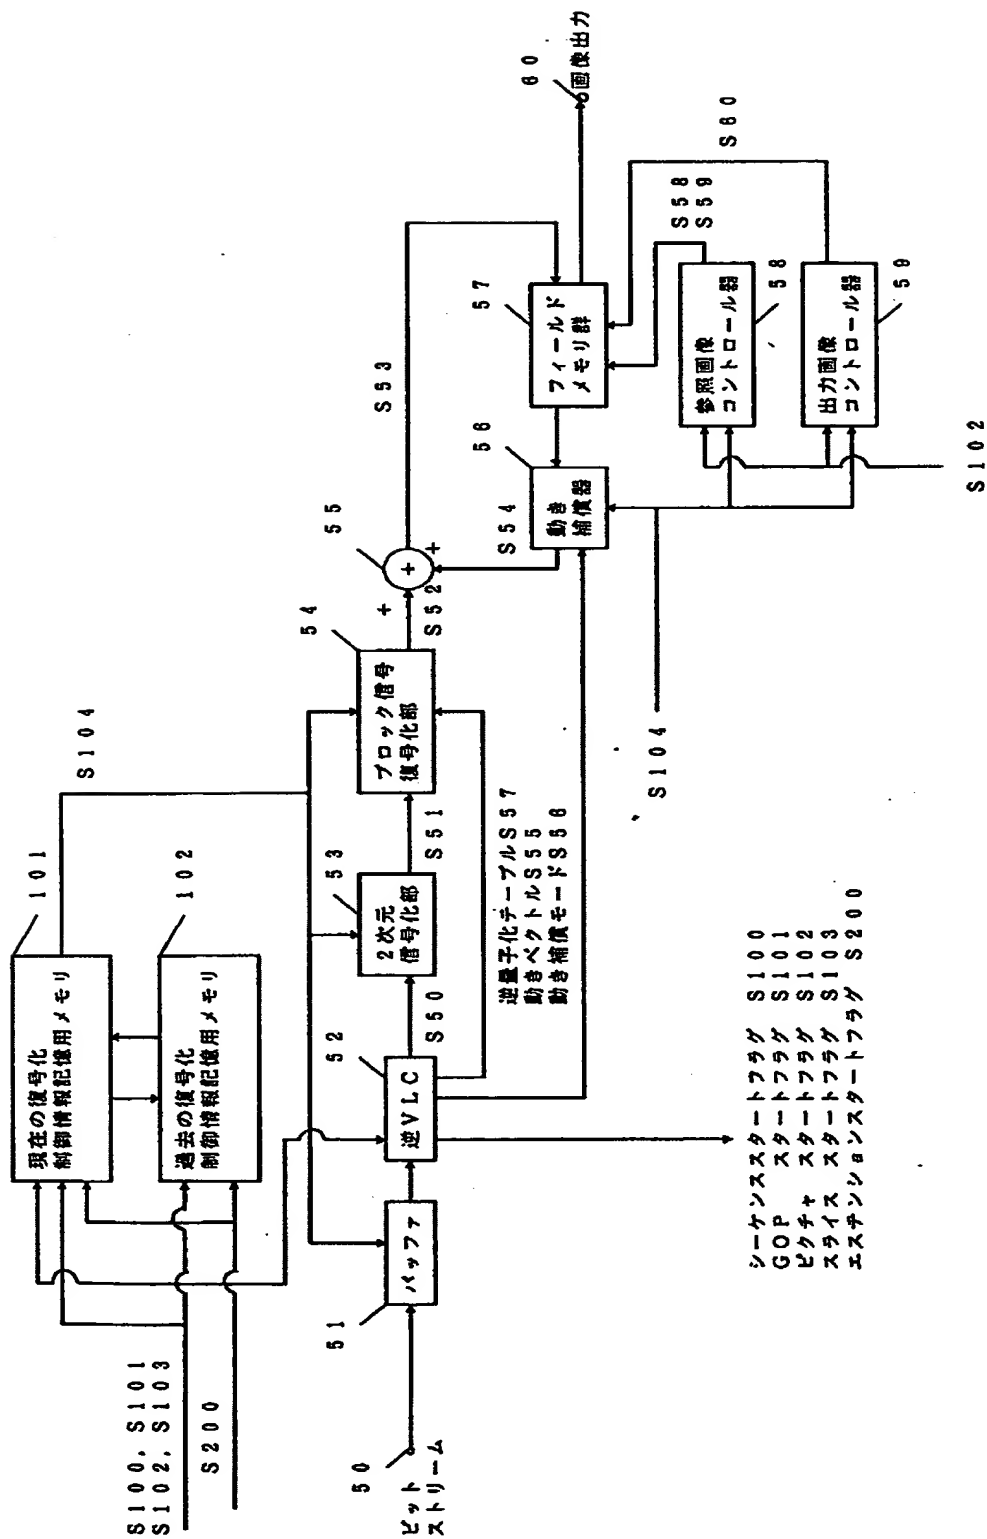 S100, S101
S102, S103
S200
現在の復号化
制御情報記憶用メモリ
101
過去の復号化
制御情報記憶用メモリ
102
S104
50
ビット
ストリーム
51
バッファ
52
逆VLC
S50
53
2次元
信号化部
S51
54
ブロック信号
復号化部
+
S52
55
+
+
S53
S54
56
動き
補償器
57
フィールド
メモリ群
60
画像出力
S60
S58
S59
参照画像
コントロール器
58
出力画像
コントロール器
59
S102
S104
逆量子化テーブルS57
動きベクトルS55
動き補償モードS56
シーケンススタートフラグ S100
GOP スタートフラグ S101
ピクチャ スタートフラグ S102
スライス スタートフラグ S103
エステンションスタートフラグ S200